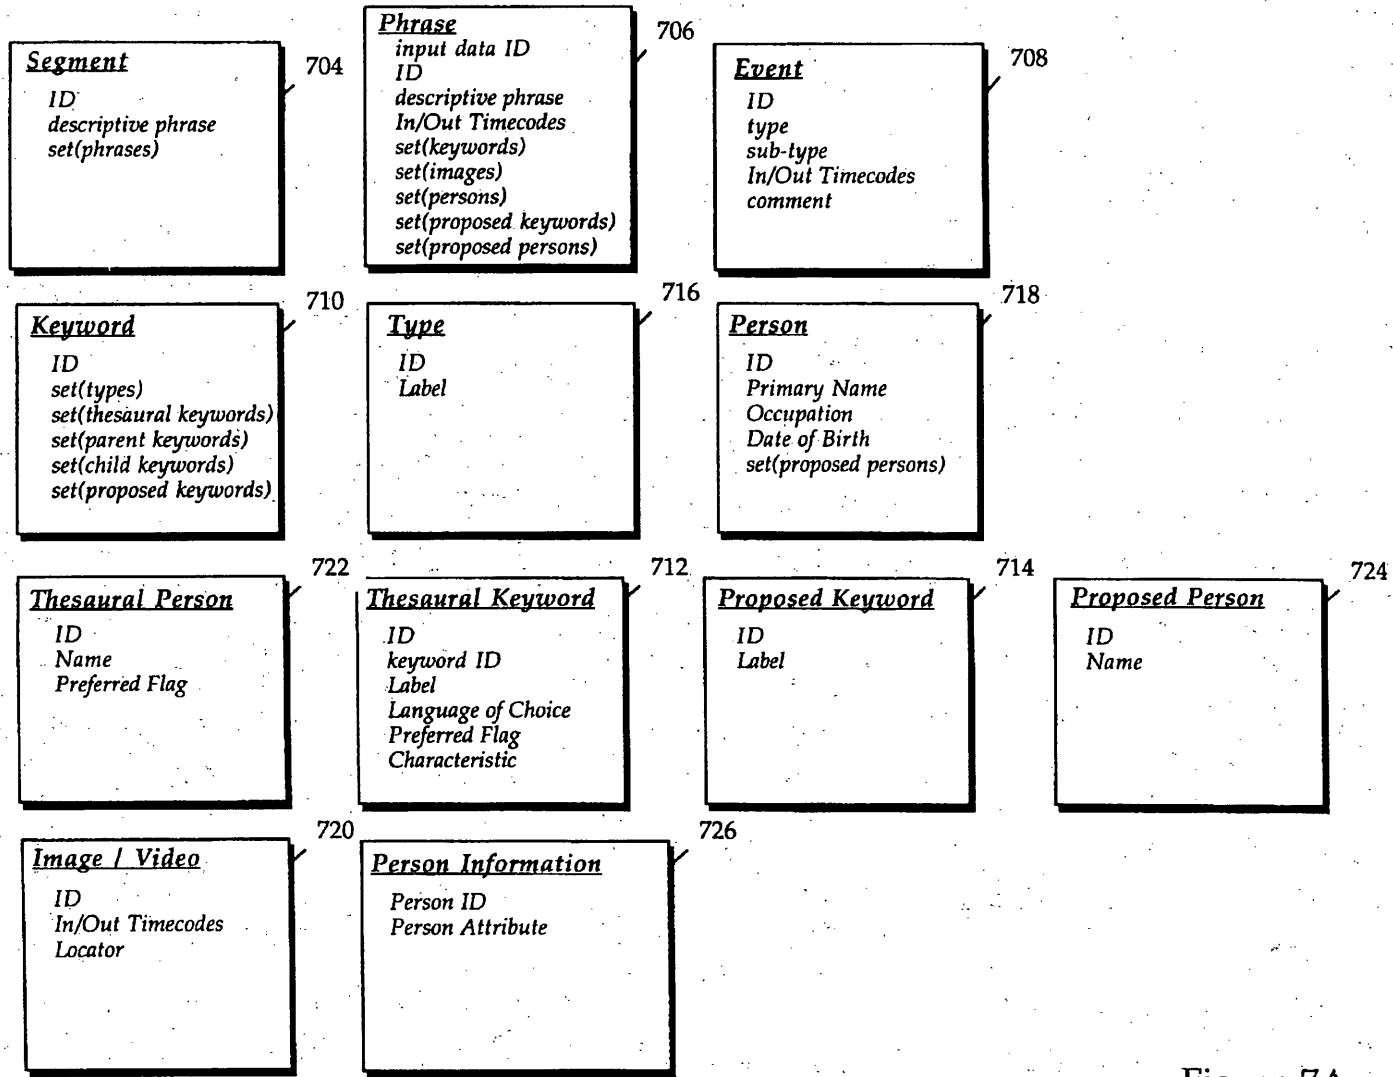 Segment
ID
descriptive phrase
set(phrases)
704
Phrase
input data ID
ID
descriptive phrase
In/Out Timecodes
set(keywords)
set(images)
set(persons)
set(proposed keywords)
set(proposed persons)
706
Event
ID
type
sub-type
In/Out Timecodes
comment
708
Keyword
ID
set(types)
set(thesaural keywords)
set(parent keywords)
set(child keywords)
set(proposed keywords)
710
Type
ID
Label
716
Person
ID
Primary Name
Occupation
Date of Birth
set(proposed persons)
718
Thesaural Person
ID
Name
Preferred Flag
722
Thesaural Keyword
ID
keyword ID
Label
Language of Choice
Preferred Flag
Characteristic
712
Proposed Keyword
ID
Label
714
Proposed Person
ID
Name
724
Image / Video
ID
In/Out Timecodes
Locator
720
Person Information
Person ID
Person Attribute
726
Figure 7A